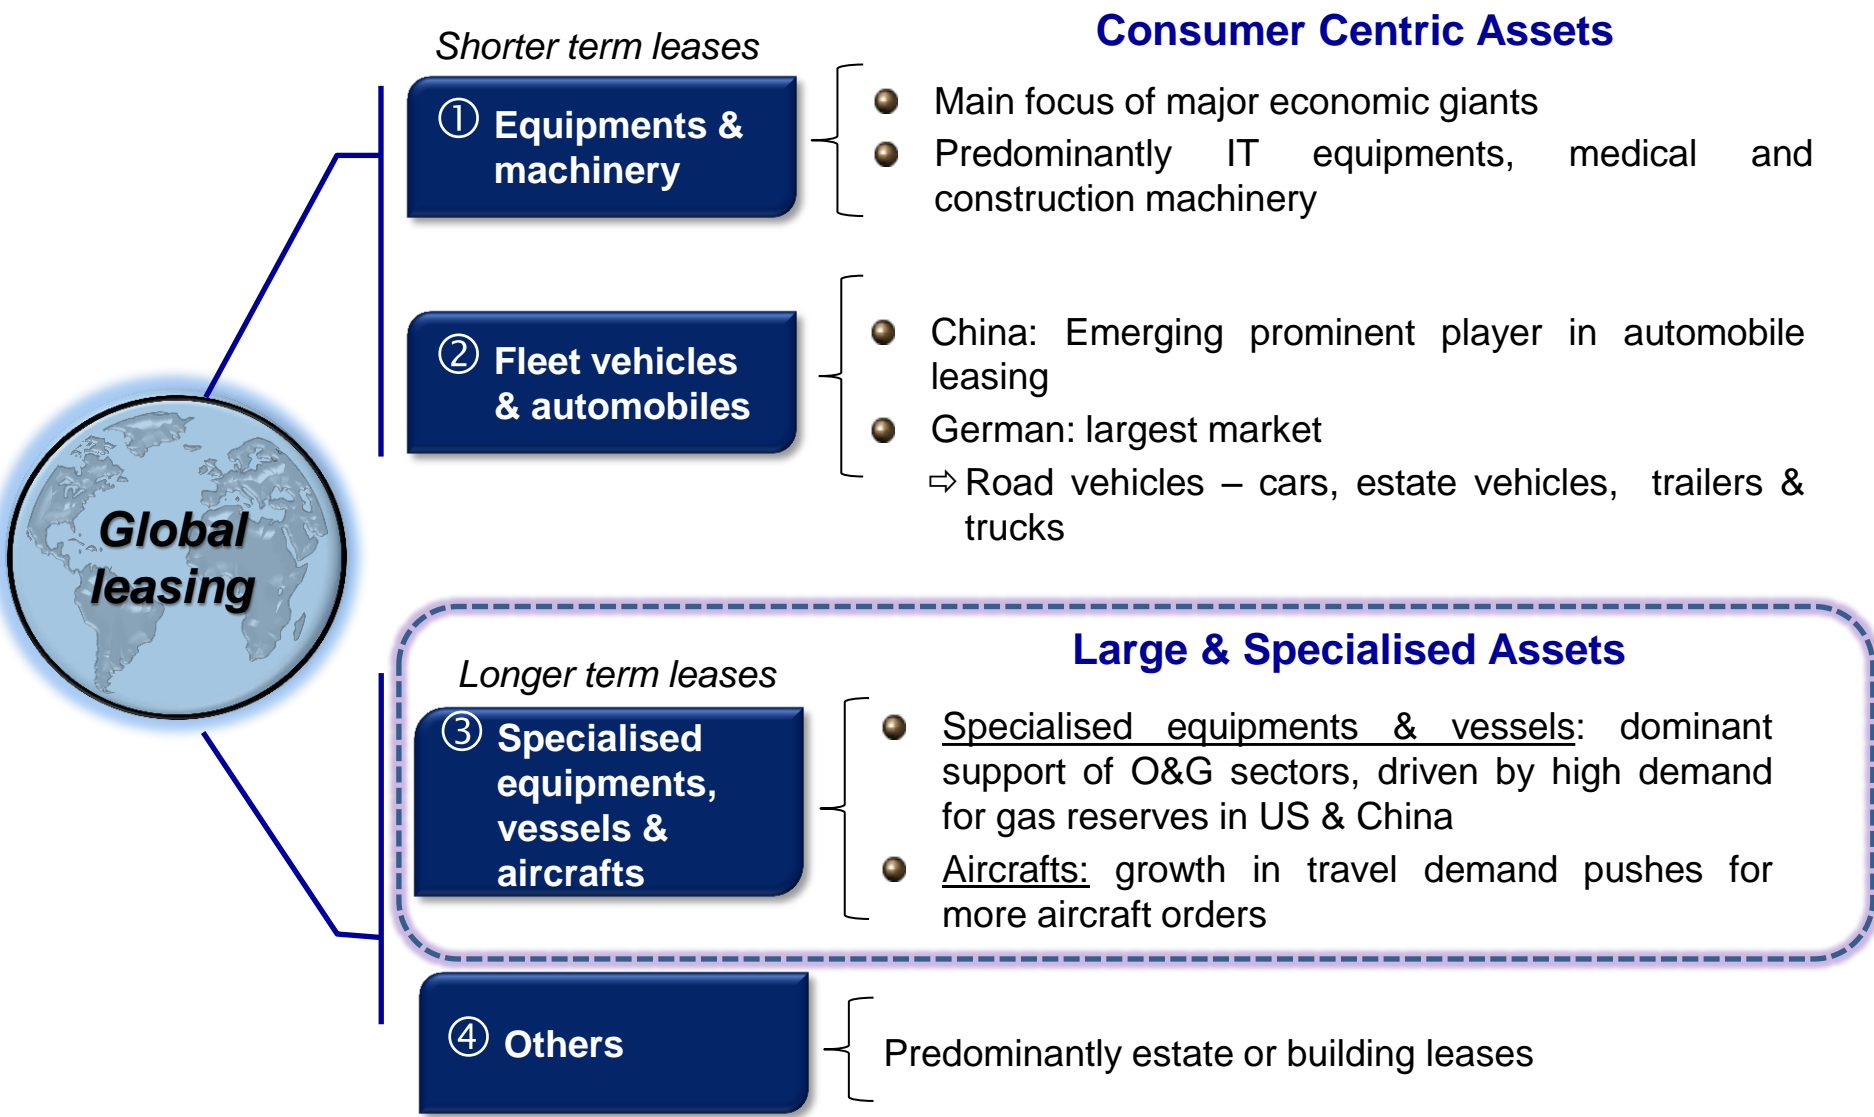 Consumer Centric Assets
Shorter term leases
① Equipments &
machinery
Main focus of major economic giants
Predominantly IT equipments, medical and
construction machinery
② Fleet vehicles
& automobiles
China: Emerging prominent player in automobile
leasing
German: largest market
⇨ Road vehicles – cars, estate vehicles, trailers &
trucks
Global
leasing
Large & Specialised Assets
Longer term leases
③ Specialised
equipments,
vessels &
aircrafts
Specialised equipments & vessels: dominant
support of O&G sectors, driven by high demand
for gas reserves in US & China
Aircrafts: growth in travel demand pushes for
more aircraft orders
④ Others
Predominantly estate or building leases